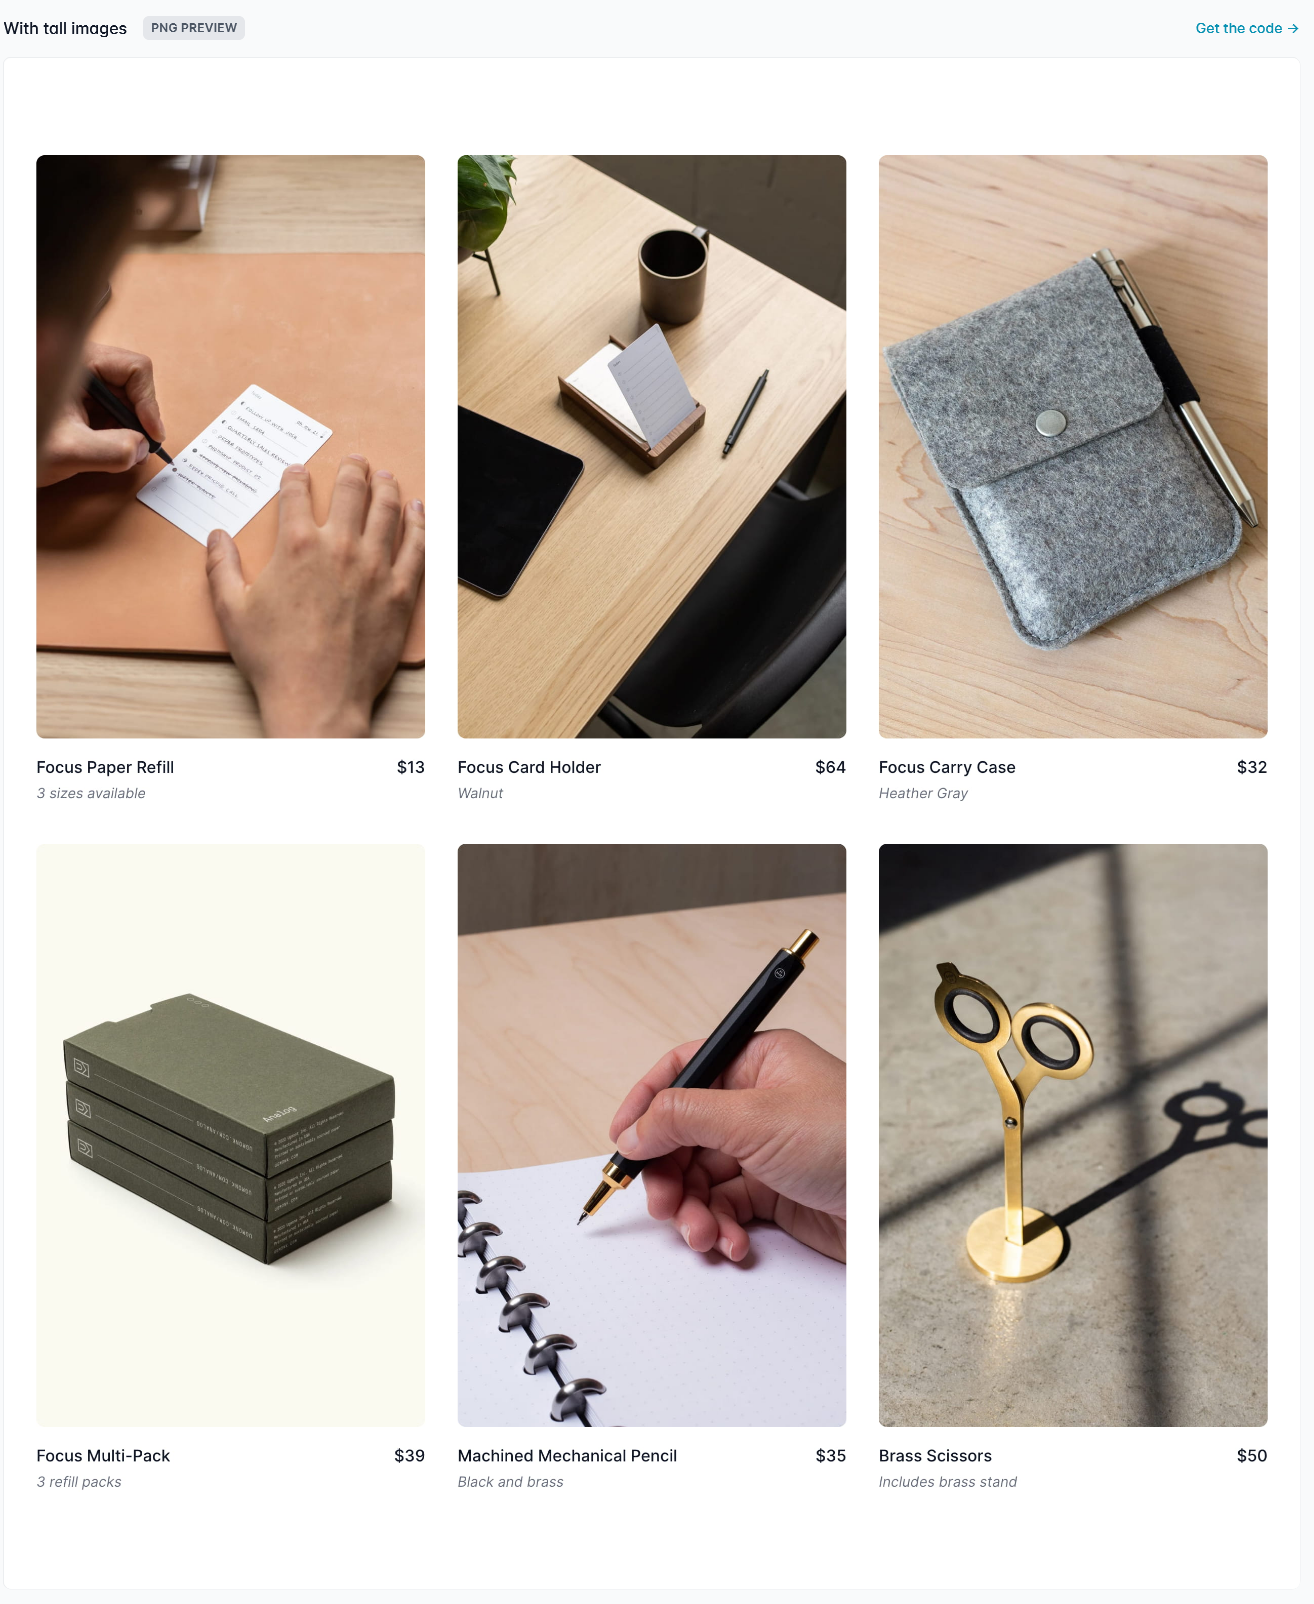 With tall images
PNG PREVIEW
Get the code →
Focus Paper Refill
$13
3 sizes available
Focus Card Holder
$64
Walnut
Focus Carry Case
$32
Heather Gray
Analog
Focus Multi-Pack
$39
3 refill packs
Machined Mechanical Pencil
$35
Black and brass
Brass Scissors
$50
Includes brass stand